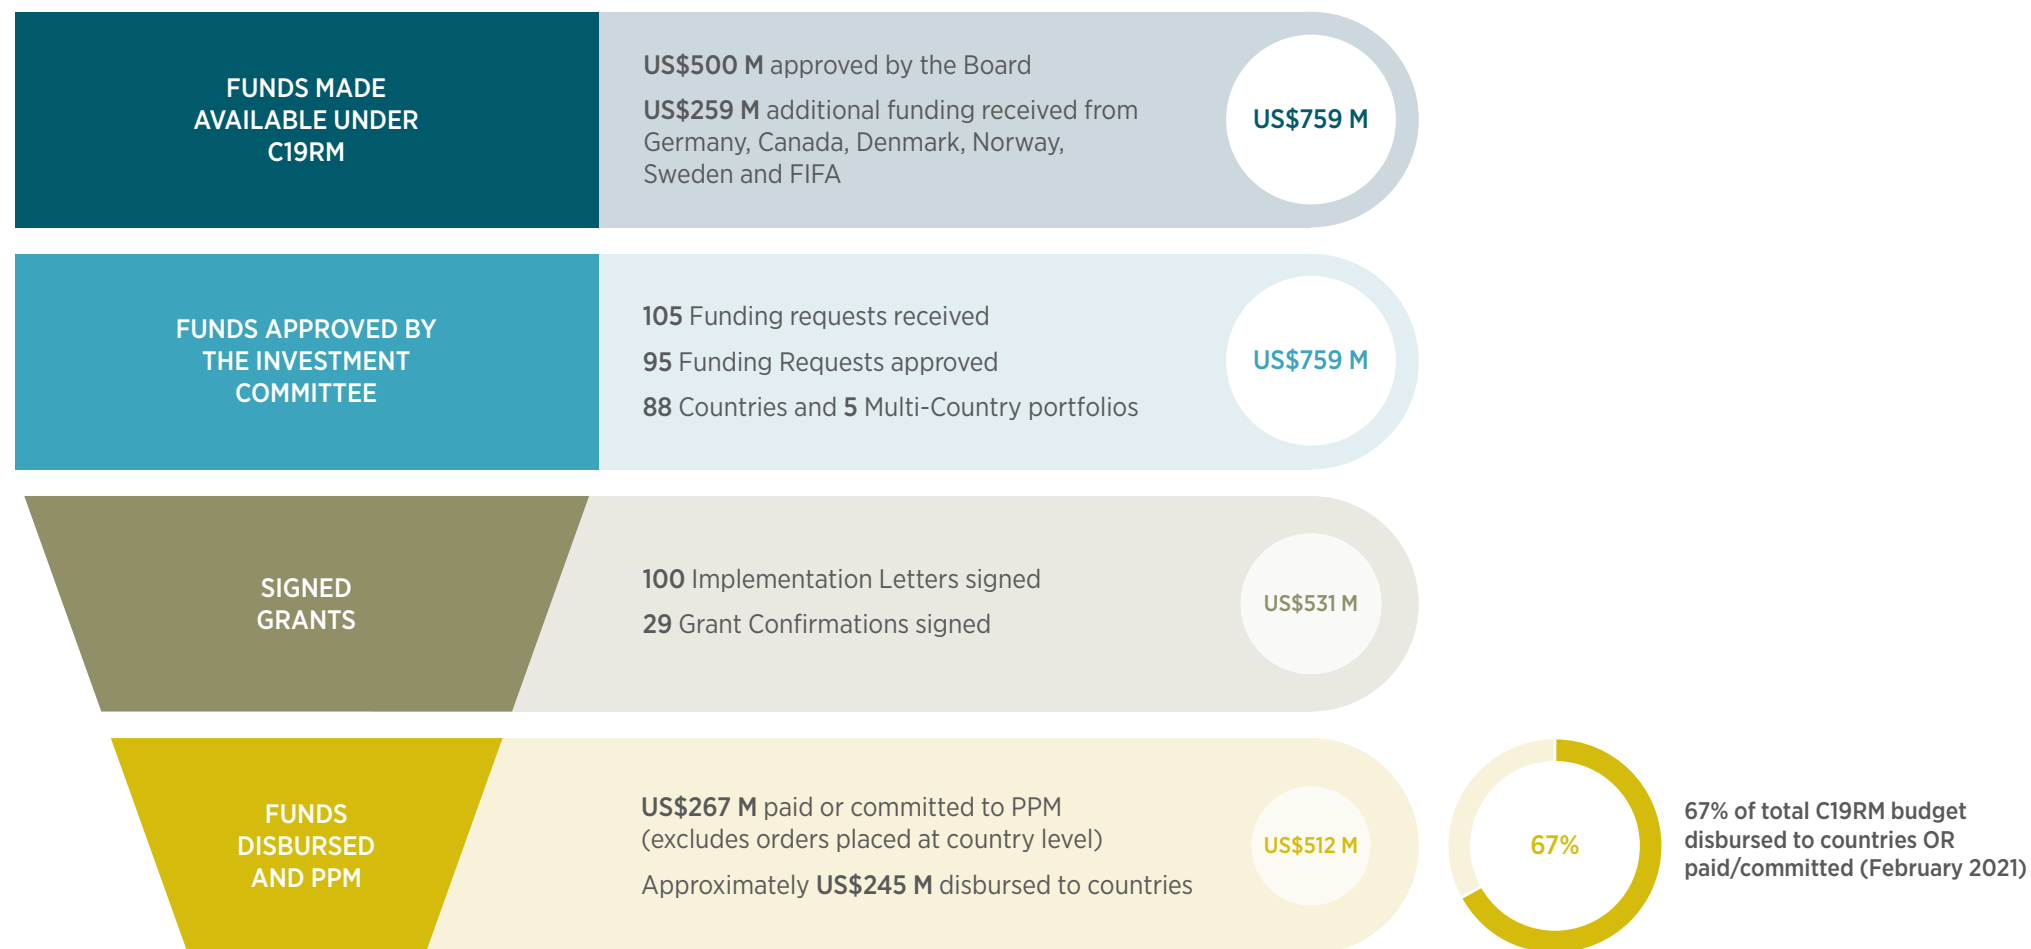 FUNDS MADE
AVAILABLE UNDER
C19RM
US$500 M approved by the Board
US$259 M additional funding received from
Germany, Canada, Denmark, Norway,
Sweden and FIFA
US$759 M
FUNDS APPROVED BY
THE INVESTMENT
COMMITTEE
105 Funding requests received
95 Funding Requests approved
88 Countries and 5 Multi-Country portfolios
US$759 M
SIGNED
GRANTS
100 Implementation Letters signed
29 Grant Confirmations signed
US$531 M
FUNDS
DISBURSED
AND PPM
US$267 M paid or committed to PPM
(excludes orders placed at country level)
Approximately US$245 M disbursed to countries
US$512 M
67%
67% of total C19RM budget
disbursed to countries OR
paid/committed (February 2021)